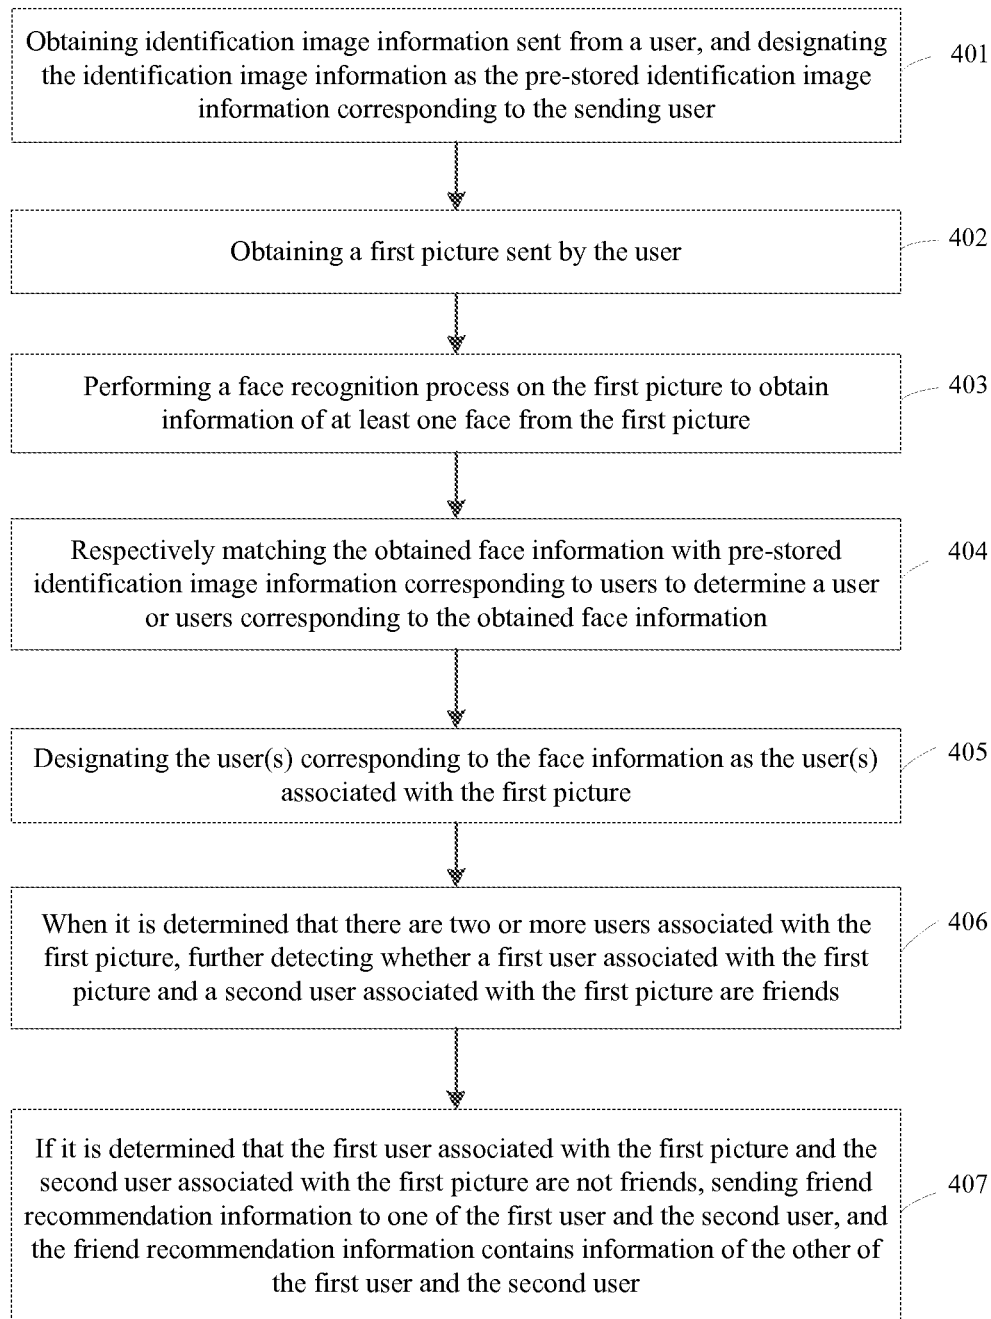 Obtaining identification image information sent from a user, and designating
the identification image information as the pre-stored identification image
information corresponding to the sending user
401
Obtaining a first picture sent by the user
402
Performing a face recognition process on the first picture to obtain
information of at least one face from the first picture
403
Respectively matching the obtained face information with pre-stored
identification image information corresponding to users to determine a user
or users corresponding to the obtained face information
404
Designating the user(s) corresponding to the face information as the user(s)
associated with the first picture
405
When it is determined that there are two or more users associated with the
first picture, further detecting whether a first user associated with the first
picture and a second user associated with the first picture are friends
406
If it is determined that the first user associated with the first picture and the
second user associated with the first picture are not friends, sending friend
recommendation information to one of the first user and the second user, and
the friend recommendation information contains information of the other of
the first user and the second user
407